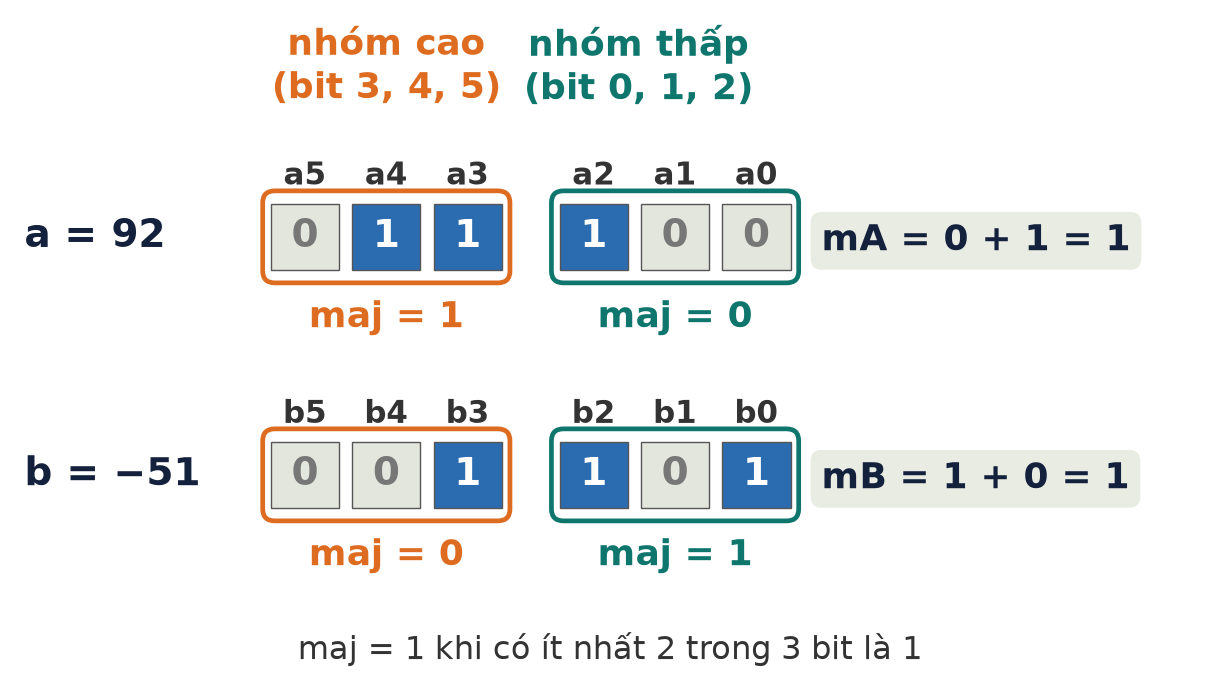 nhóm cao
(bit 3, 4, 5)
nhóm thấp
(bit 0, 1, 2)
a5 a4 a3 a2 a1 a0
a = 92 0 1 1 1 0 0 mA = 0 + 1 = 1
maj = 1 maj = 0
b5 b4 b3 b2 b1 b0
b = −51 0 0 1 1 0 1 mB = 1 + 0 = 1
maj = 0 maj = 1
maj = 1 khi có ít nhất 2 trong 3 bit là 1